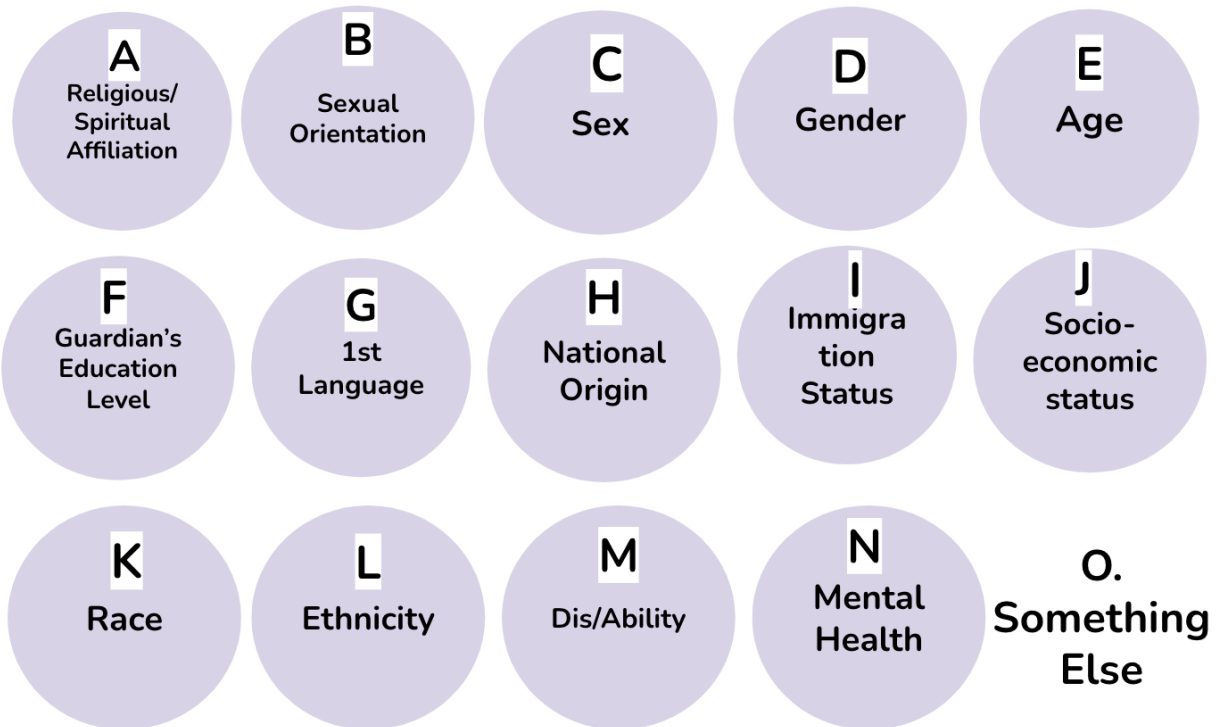 A
Religious/
Spiritual
Affiliation
B
Sexual
Orientation
C
Sex
D
Gender
E
Age
F
Guardian’s
Education
Level
G
1st
Language
H
National
Origin
I
Immigra
tion
Status
J
Socio-
economic
status
K
Race
L
Ethnicity
M
Dis/Ability
N
Mental
Health
O.
Something
Else